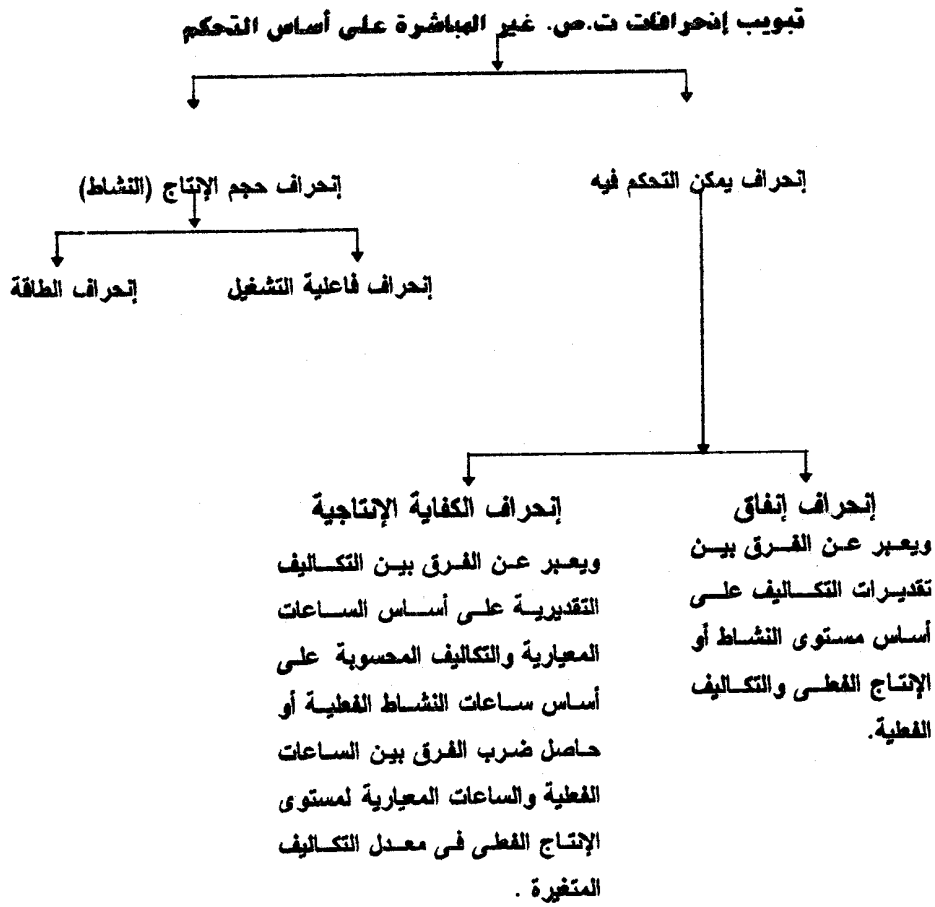 تبويب إنحرافات ت.ص. غير المباشرة على أساس التحكم
إنحراف يمكن التحكم فيه
إنحراف إنفاق
ويعبر عن الفرق بين
تقديرات التكاليف على
أساس مستوى النشاط أو
الإنتاج الفعلى والتكاليف
الفعلية.
إنحراف الكفاية الإنتاجية
ويعبر عن الفرق بين التكاليف
التقديرية على أساس الساعات
المعيارية والتكاليف المحسوبة على
أساس ساعات النشاط الفعلية أو
حاصل ضرب الفرق بين الساعات
الفعلية والساعات المعيارية لمستوى
الإنتاج الفعلى فى معدل التكاليف
المتغيرة .
إنحراف حجم الإنتاج (النشاط)
إنحراف فاعلية التشغيل
إنحراف الطاقة